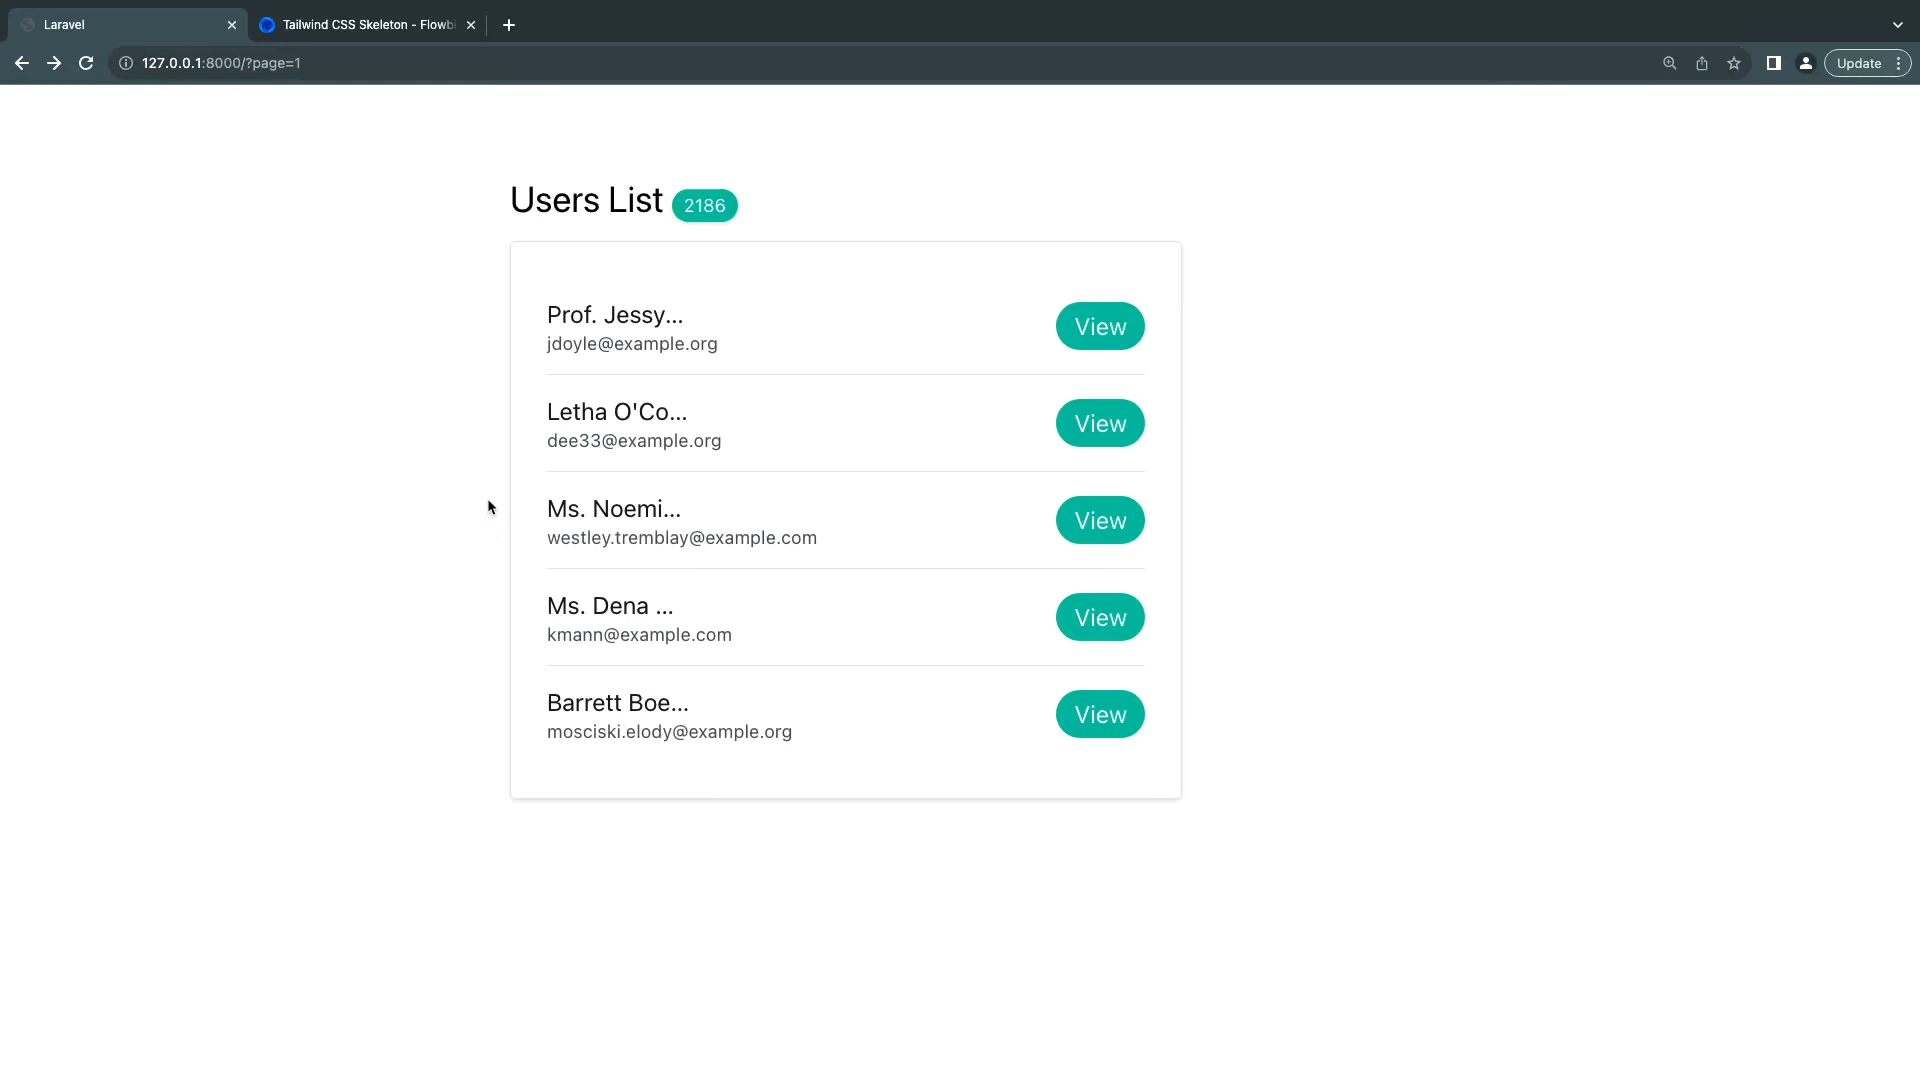 Laravel
Tailwind CSS Skeleton - Flowbi
127.0.0.1:8000/?page=1
Update
Users List 2186
Prof. Jessy...
jdoyle@example.org
View
Letha O'Co...
dee33@example.org
View
Ms. Noemi...
westley.tremblay@example.com
View
Ms. Dena ...
kmann@example.com
View
Barrett Boe...
mosciski.elody@example.org
View